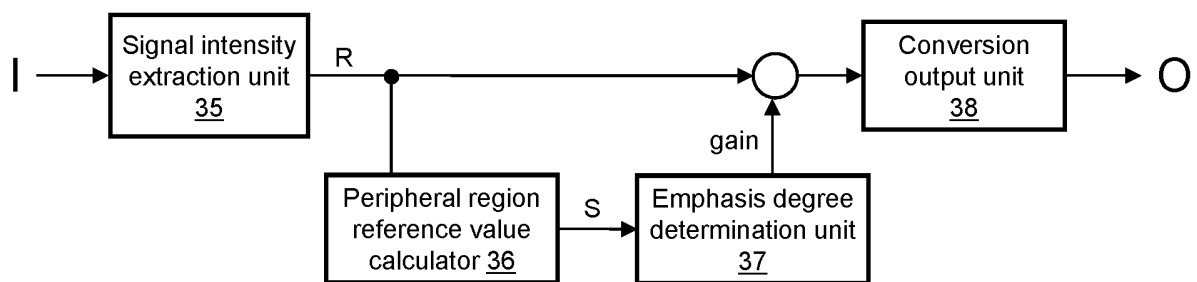 I
Signal intensity
extraction unit
35
R
gain
Conversion
output unit
38
O
Peripheral region
reference value
calculator 36
S
Emphasis degree
determination unit
37